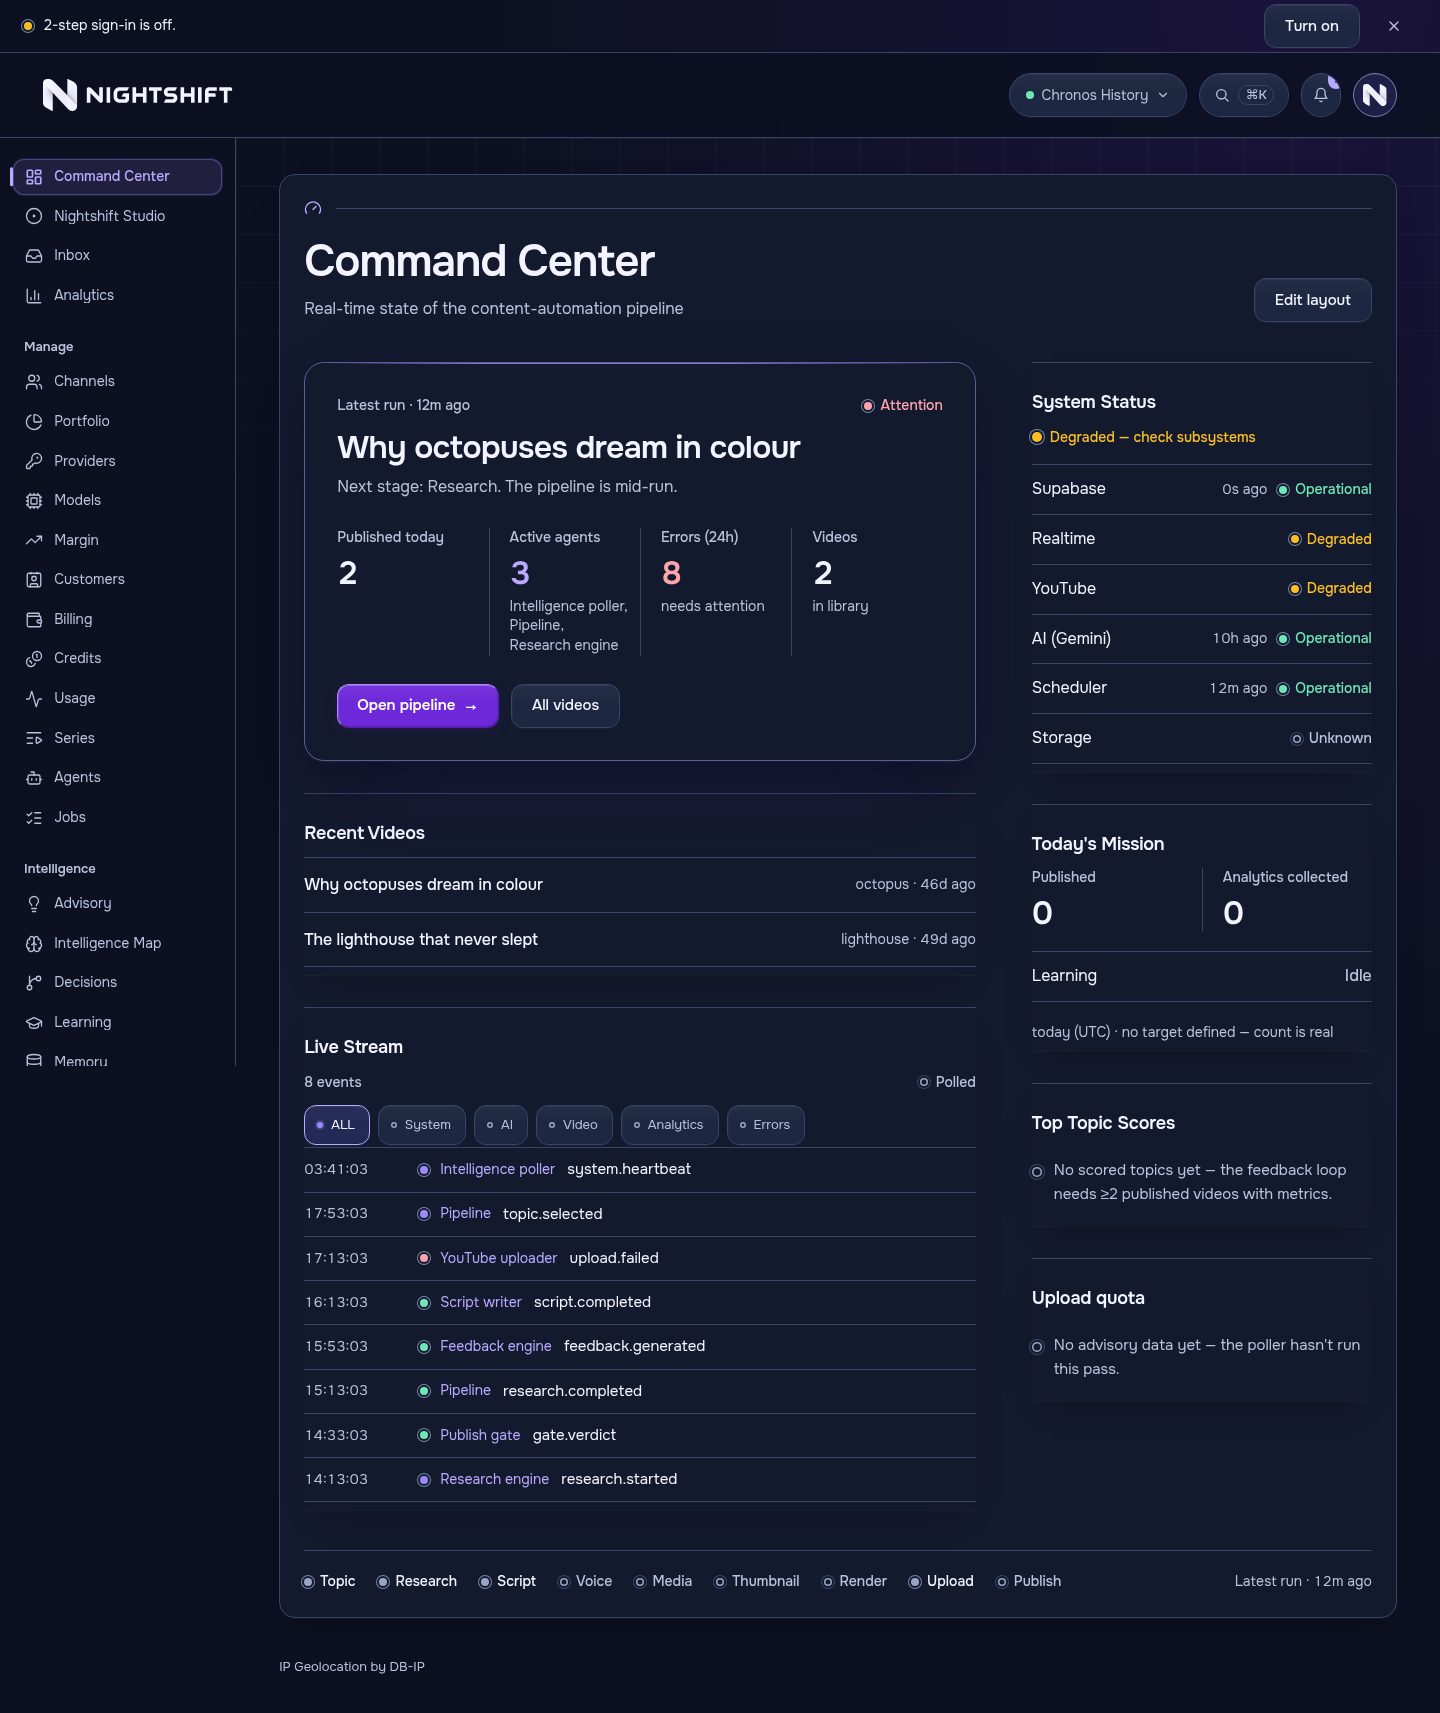 2-step sign-in is off.
Turn on
×
NIGHTSHIFT
Chronos History
⌘K
Command Center
Nightshift Studio
Inbox
Analytics
Manage
Channels
Portfolio
Providers
Models
Margin
Customers
Billing
Credits
Usage
Series
Agents
Jobs
Intelligence
Advisory
Intelligence Map
Decisions
Learning
Memory
Command Center
Real-time state of the content-automation pipeline
Edit layout
Latest run · 12m ago
Attention
Why octopuses dream in colour
Next stage: Research. The pipeline is mid-run.
Published today
2
Active agents
3
Intelligence poller,
Pipeline,
Research engine
Errors (24h)
8
needs attention
Videos
2
in library
Open pipeline →
All videos
Recent Videos
Why octopuses dream in colour
octopus · 46d ago
The lighthouse that never slept
lighthouse · 49d ago
Live Stream
8 events
Polled
ALL
System
AI
Video
Analytics
Errors
03:41:03 Intelligence poller system.heartbeat
17:53:03 Pipeline topic.selected
17:13:03 YouTube uploader upload.failed
16:13:03 Script writer script.completed
15:53:03 Feedback engine feedback.generated
15:13:03 Pipeline research.completed
14:33:03 Publish gate gate.verdict
14:13:03 Research engine research.started
System Status
Degraded — check subsystems
Supabase 0s ago Operational
Realtime Degraded
YouTube Degraded
AI (Gemini) 10h ago Operational
Scheduler 12m ago Operational
Storage Unknown
Today's Mission
Published
0
Analytics collected
0
Learning Idle
today (UTC) · no target defined — count is real
Top Topic Scores
No scored topics yet — the feedback loop
needs ≥2 published videos with metrics.
Upload quota
No advisory data yet — the poller hasn't run
this pass.
Topic
Research
Script
Voice
Media
Thumbnail
Render
Upload
Publish
Latest run · 12m ago
IP Geolocation by DB-IP